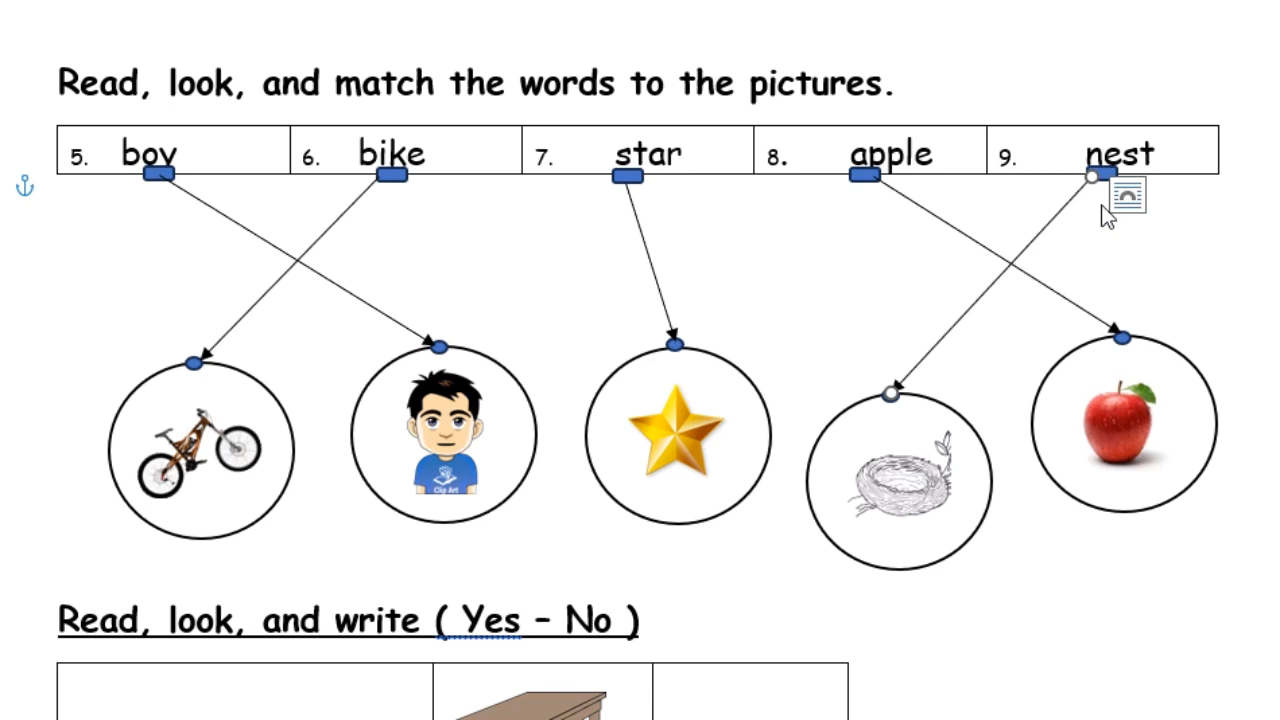 Read, look, and match the words to the pictures.
5. boy 6. bike 7. star 8. apple 9. nest
Clip Art
Read, look, and write ( Yes – No )